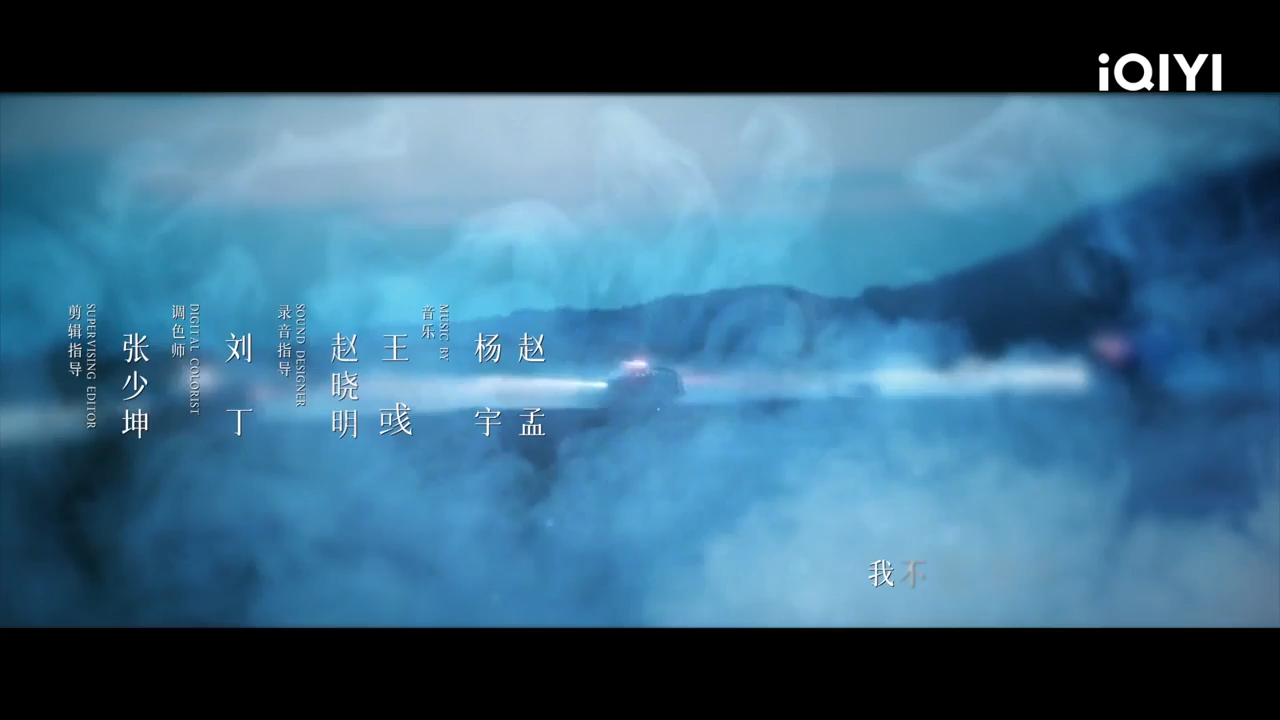 iQIYI
剪辑指导
SUPERVISING EDITOR
张少坤
调色师
DIGITAL COLORIST
刘丁
录音指导
SOUND DESIGNER
赵晓明
王彧
音乐
MUSIC BY
杨宇
赵孟
我不